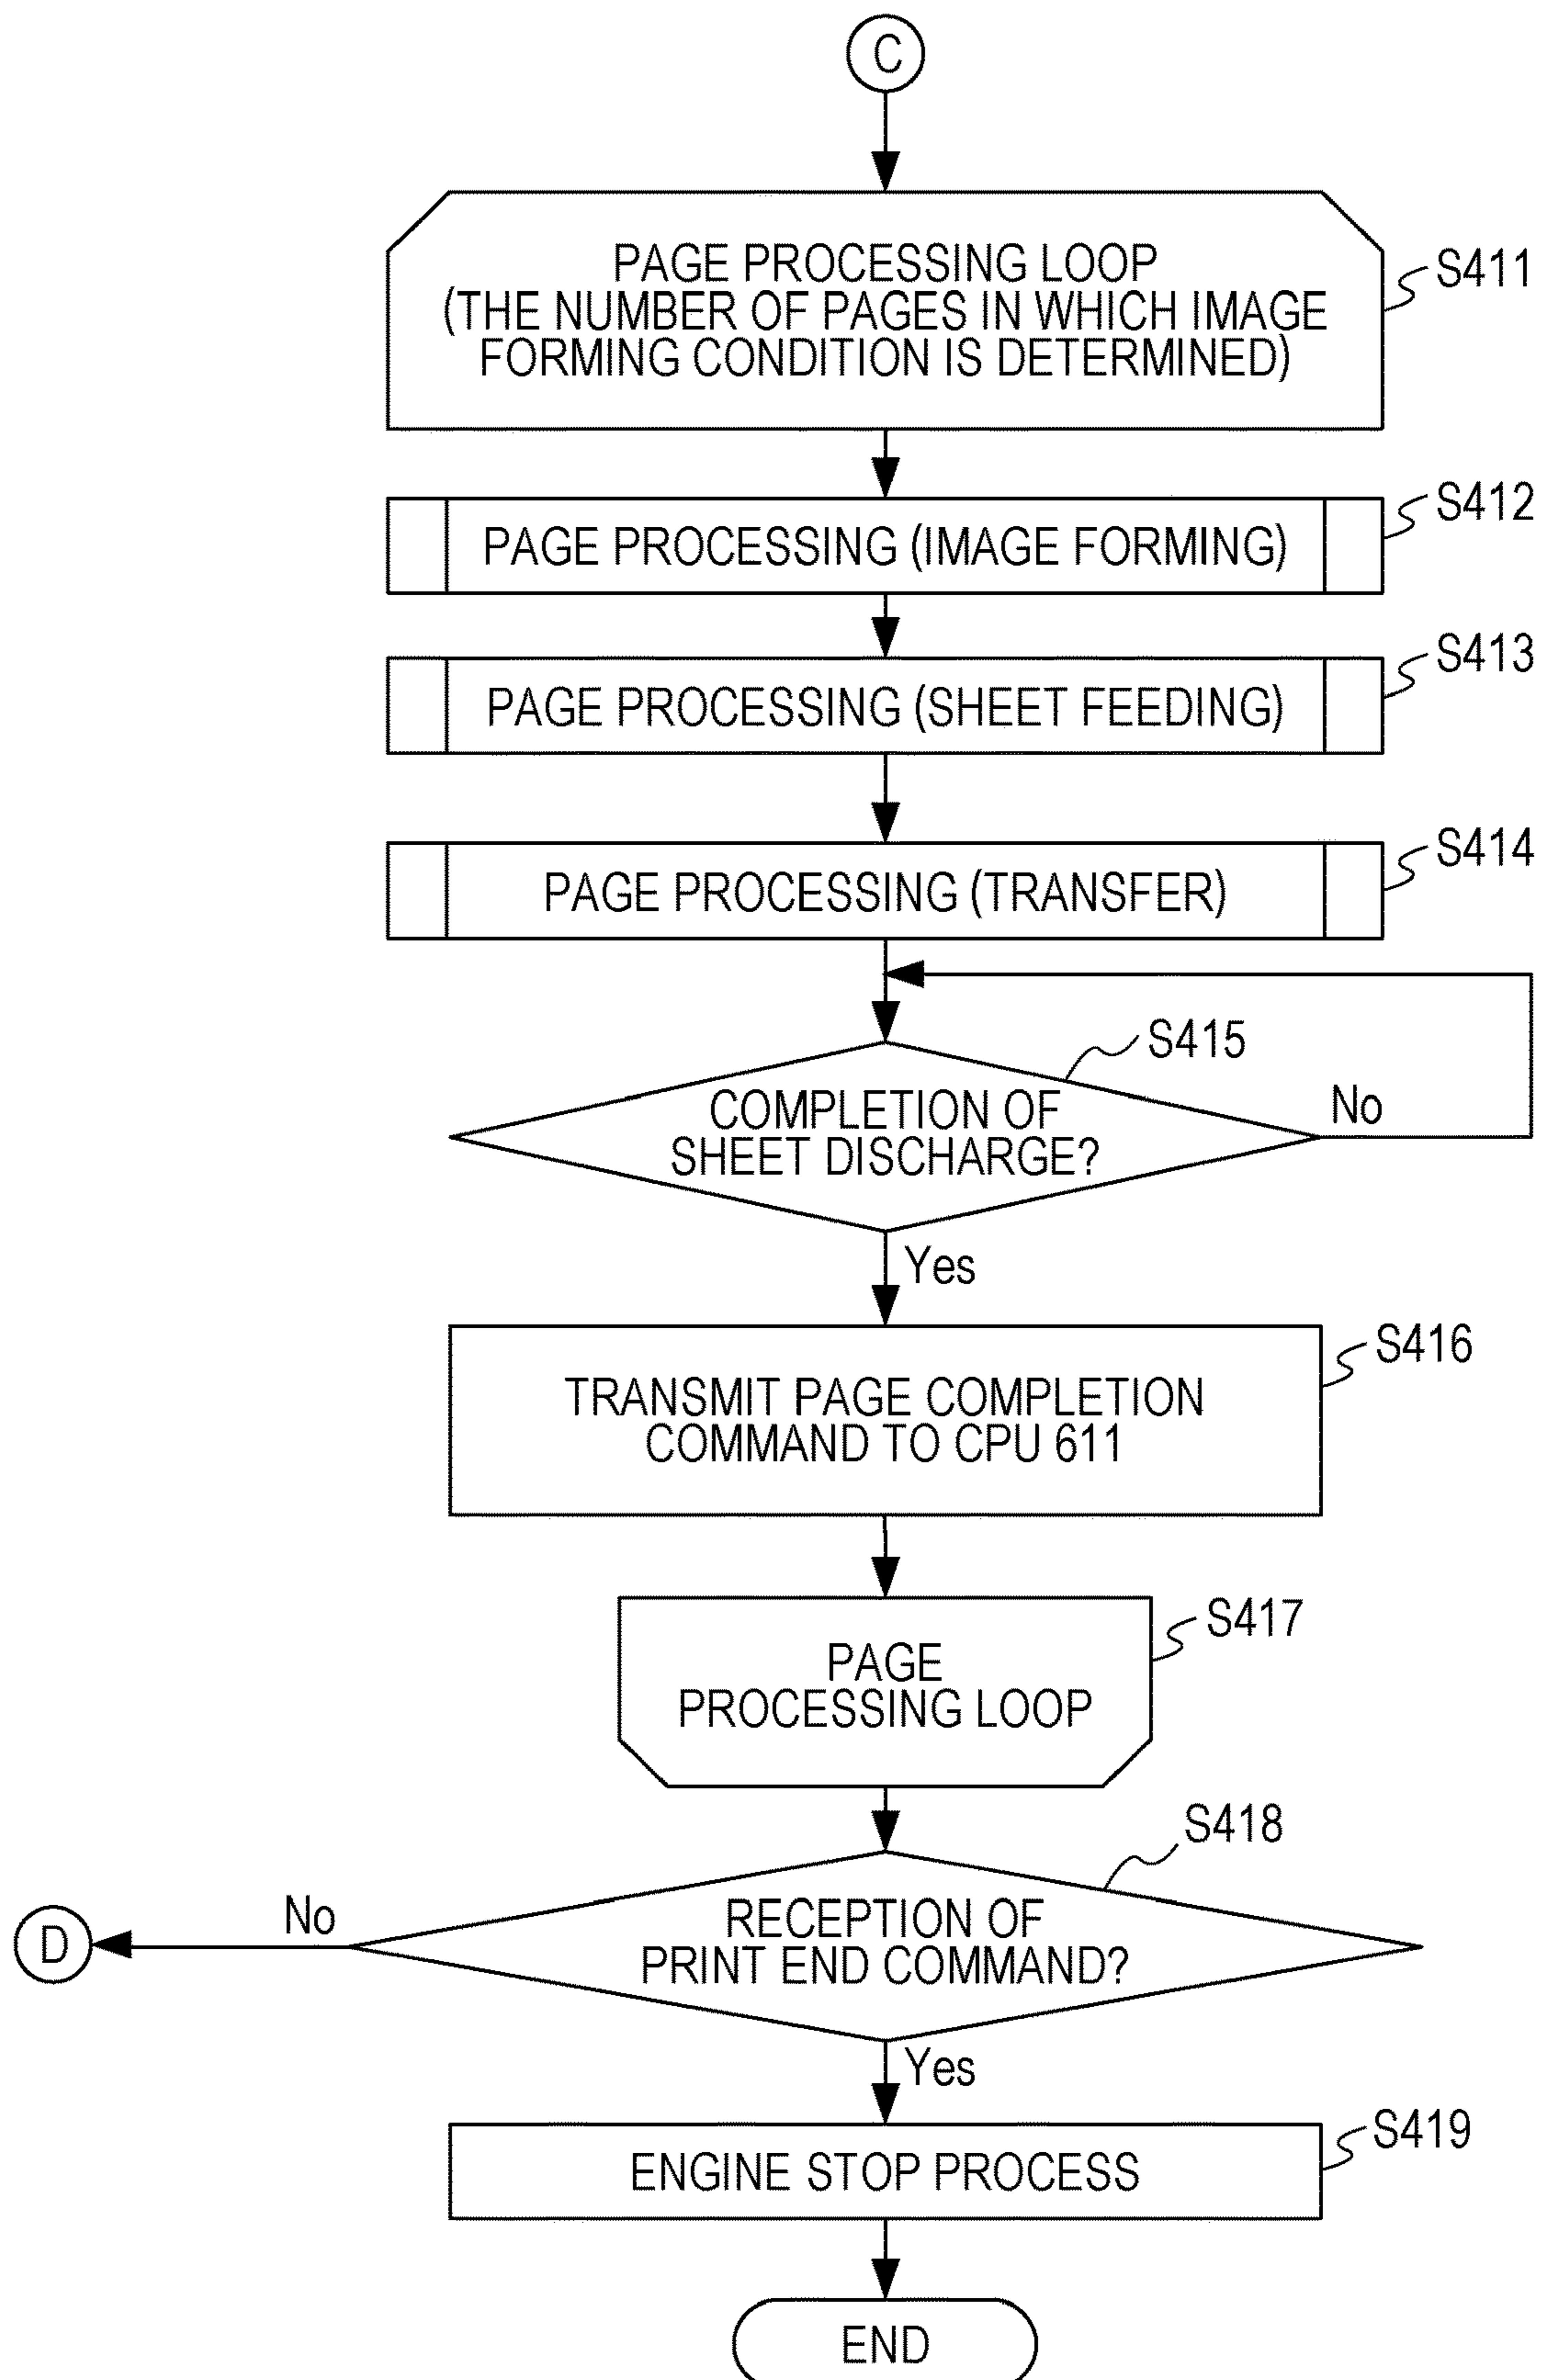 C
PAGE PROCESSING LOOP
(THE NUMBER OF PAGES IN WHICH IMAGE
FORMING CONDITION IS DETERMINED)
S411
PAGE PROCESSING (IMAGE FORMING)
S412
PAGE PROCESSING (SHEET FEEDING)
S413
PAGE PROCESSING (TRANSFER)
S414
S415
COMPLETION OF
SHEET DISCHARGE?
No
Yes
TRANSMIT PAGE COMPLETION
COMMAND TO CPU 611
S416
PAGE
PROCESSING LOOP
S417
S418
RECEPTION OF
PRINT END COMMAND?
No
D
Yes
ENGINE STOP PROCESS
S419
END